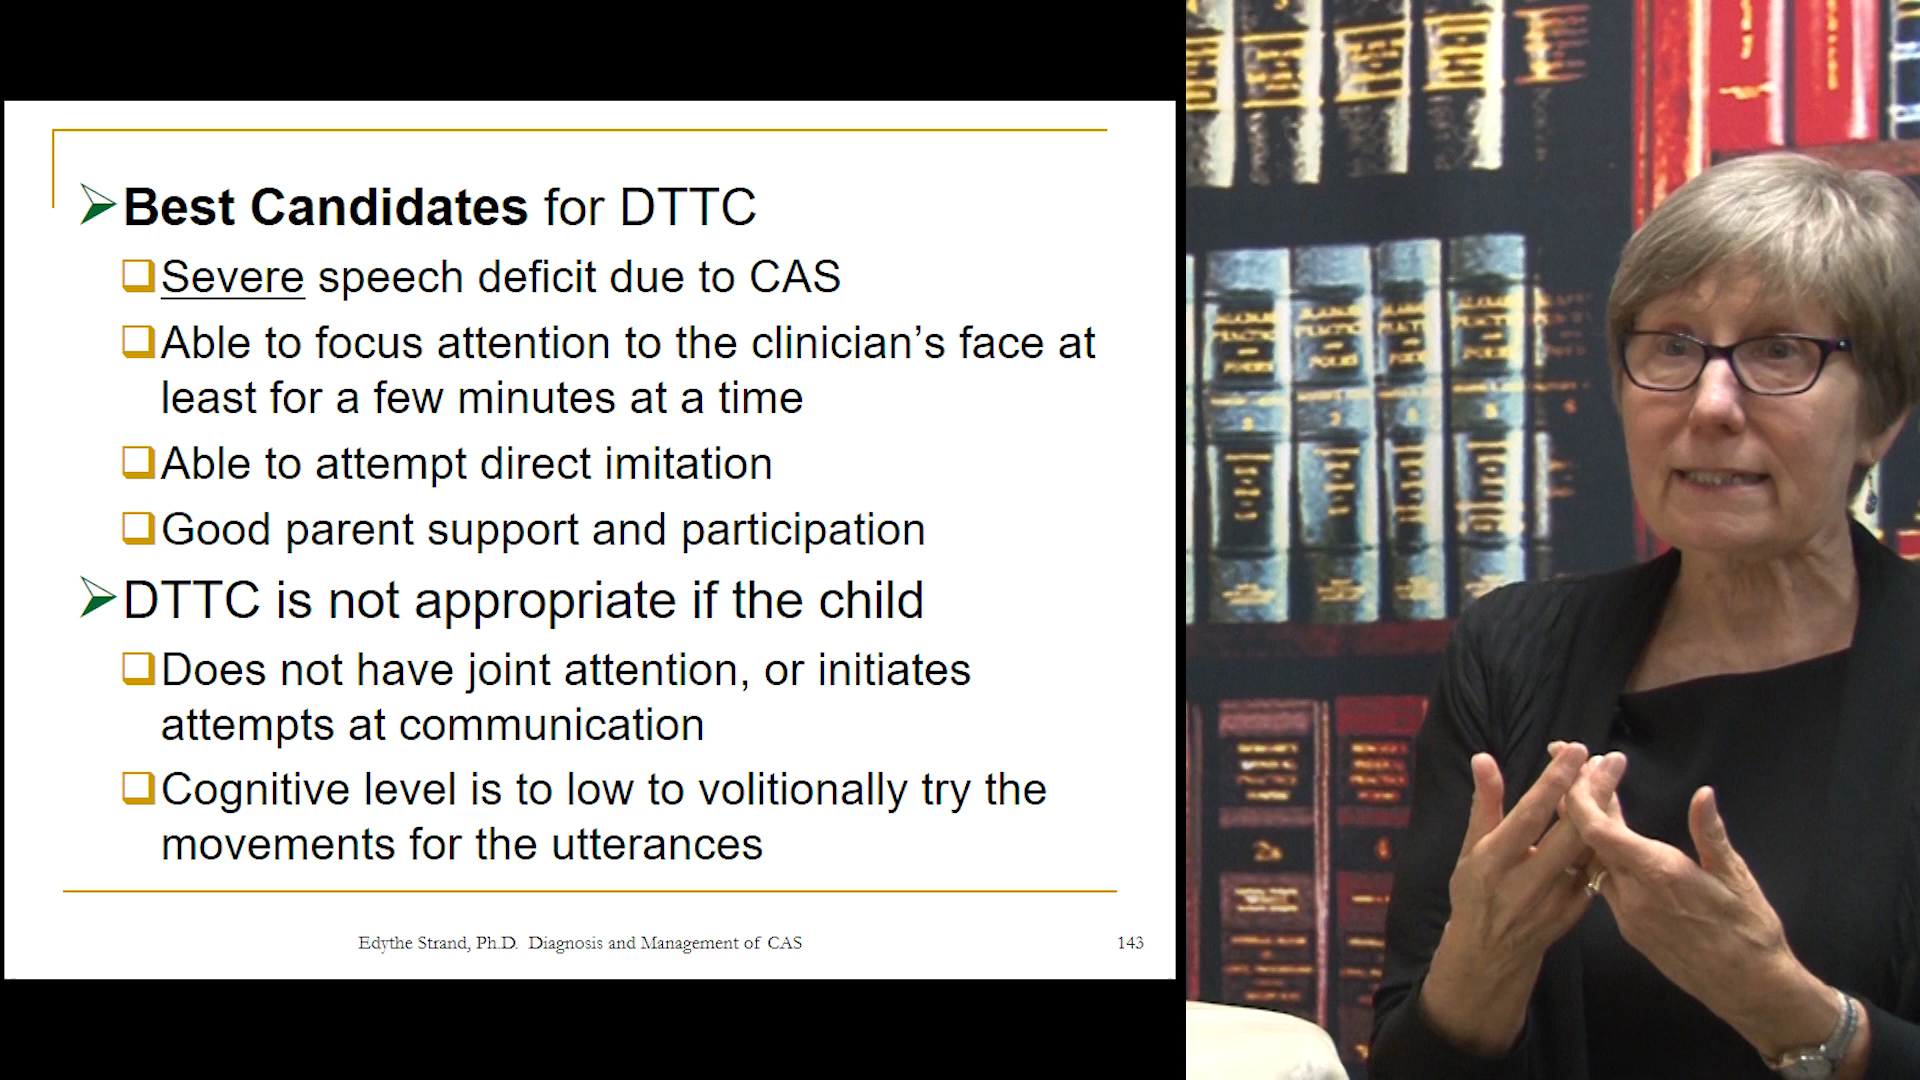 Best Candidates for DTTC
Severe speech deficit due to CAS
Able to focus attention to the clinician's face at
least for a few minutes at a time
Able to attempt direct imitation
Good parent support and participation
DTTC is not appropriate if the child
Does not have joint attention, or initiates
attempts at communication
Cognitive level is to low to volitionally try the
movements for the utterances
Edythe Strand, Ph.D. Diagnosis and Management of CAS
143